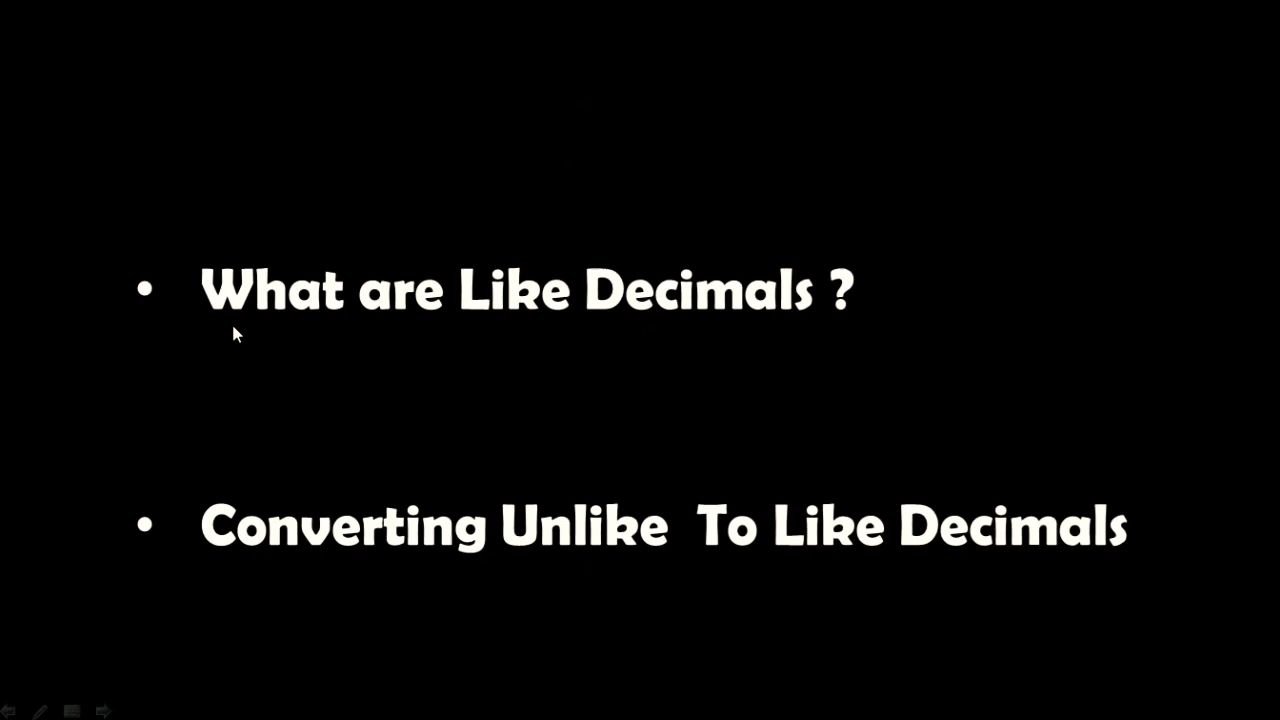 • What are Like Decimals ?
• Converting Unlike To Like Decimals